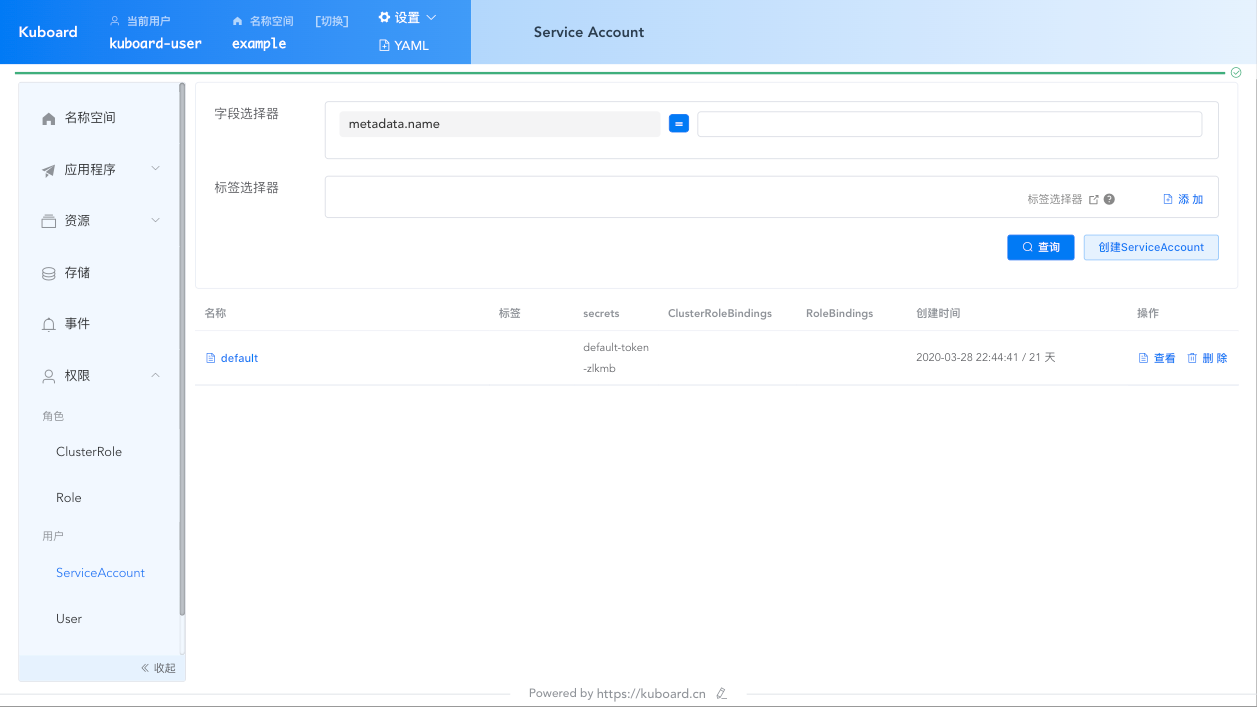 Kuboard
当前用户
kuboard-user
名称空间 [切换]
example
设置
YAML
Service Account
名称空间
应用程序
资源
存储
事件
权限
角色
ClusterRole
Role
用户
ServiceAccount
User
收起
字段选择器
metadata.name =
标签选择器
标签选择器 ? 添 加
查询 创建ServiceAccount
名称 标签 secrets ClusterRoleBindings RoleBindings 创建时间 操作
default default-token-zlkmb 2020-03-28 22:44:41 / 21 天 查看 删 除
Powered by https://kuboard.cn